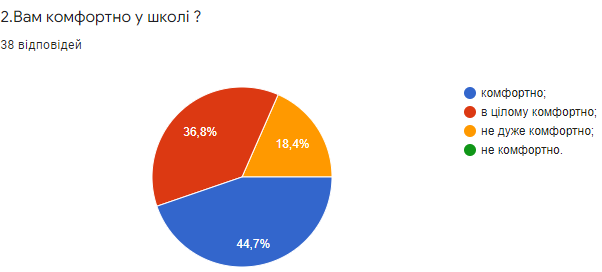 2.Вам комфортно у школі ?
38 відповідей
комфортно;
в цілому комфортно;
не дуже комфортно;
не комфортно.
36,8%
18,4%
44,7%